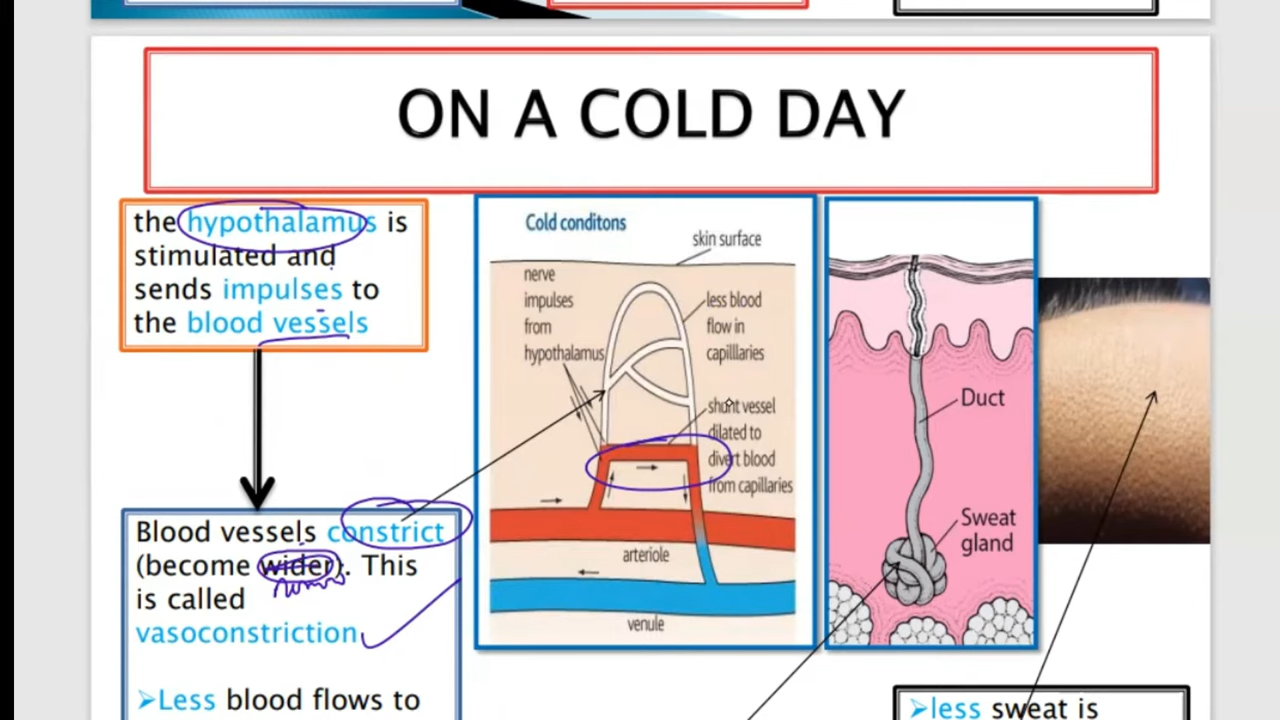 ON A COLD DAY
the hypothalamus is
stimulated and
sends impulses to
the blood vessels
Blood vessels constrict
(become wider). This
is called
vasoconstriction
➢Less blood flows to
Cold conditons
skin surface
nerve
impulses
from
hypothalamus
less blood
flow in
capilllaries
shunt vessel
dilated to
divert blood
from capillaries
arteriole
venule
Duct
Sweat
gland
➢less sweat is